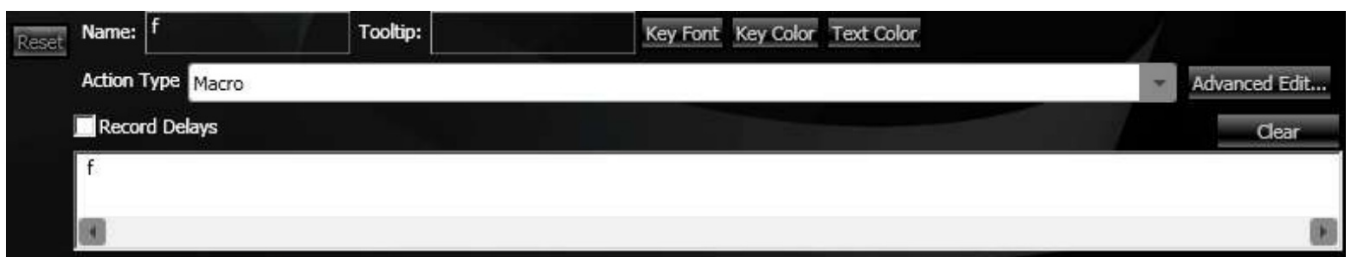 Reset Name: f Tooltip: Key Font Key Color Text Color
Action Type Macro Advanced Edit...
Record Delays Clear
f